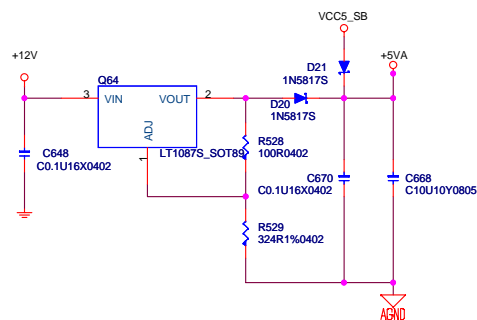 VCC5_SB
+12V
+5VA
D21
1N5817S
Q64
3
VIN
VOUT
2
D20
1N5817S
ADJ
1
LT1087S_SOT89
R528
100R0402
C648
C0.1U16X0402
C670
C0.1U16X0402
C668
C10U10Y0805
R529
324R1%0402
AGND